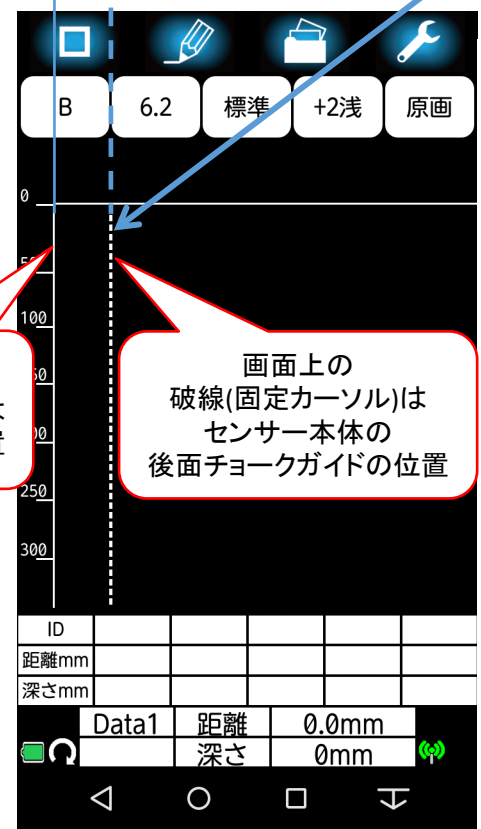 B 6.2 標準 +2浅 原画
0
100
画面上の
破線(固定カーソル)は
センサー本体の
後面チョークガイドの位置
250
300
ID
距離mm
深さmm
Data1 距離 0.0mm
深さ 0mm